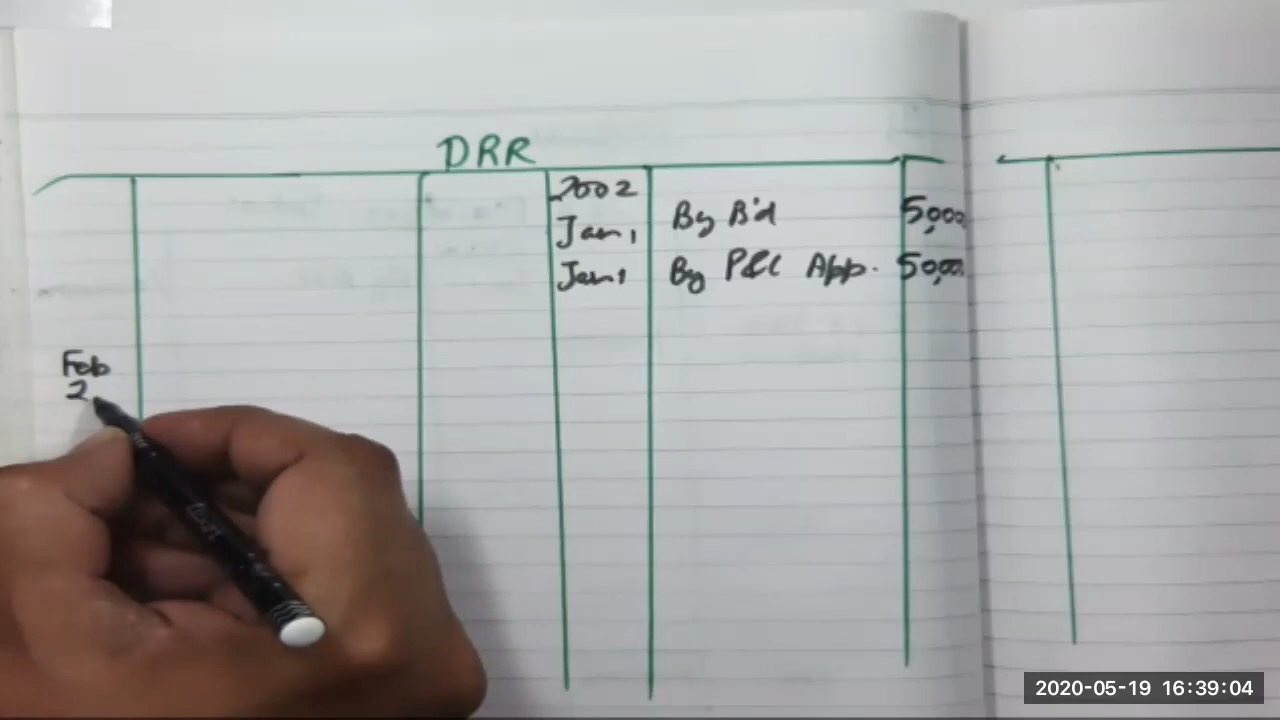 DRR
2002
Jan 1 By B'd 5,000
Jan 1 By P&L App. 50,000
Feb
2
2020-05-19 16:39:04